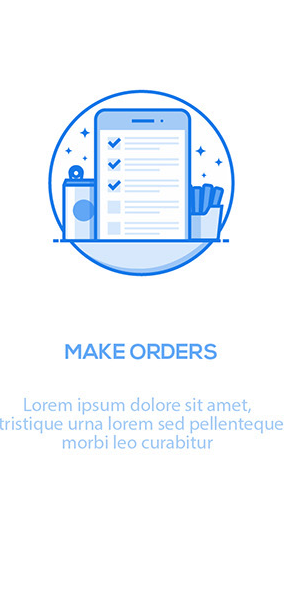 MAKE ORDERS
Lorem ipsum dolore sit amet,
tristique urna lorem sed pellenteque
morbi leo curabitur